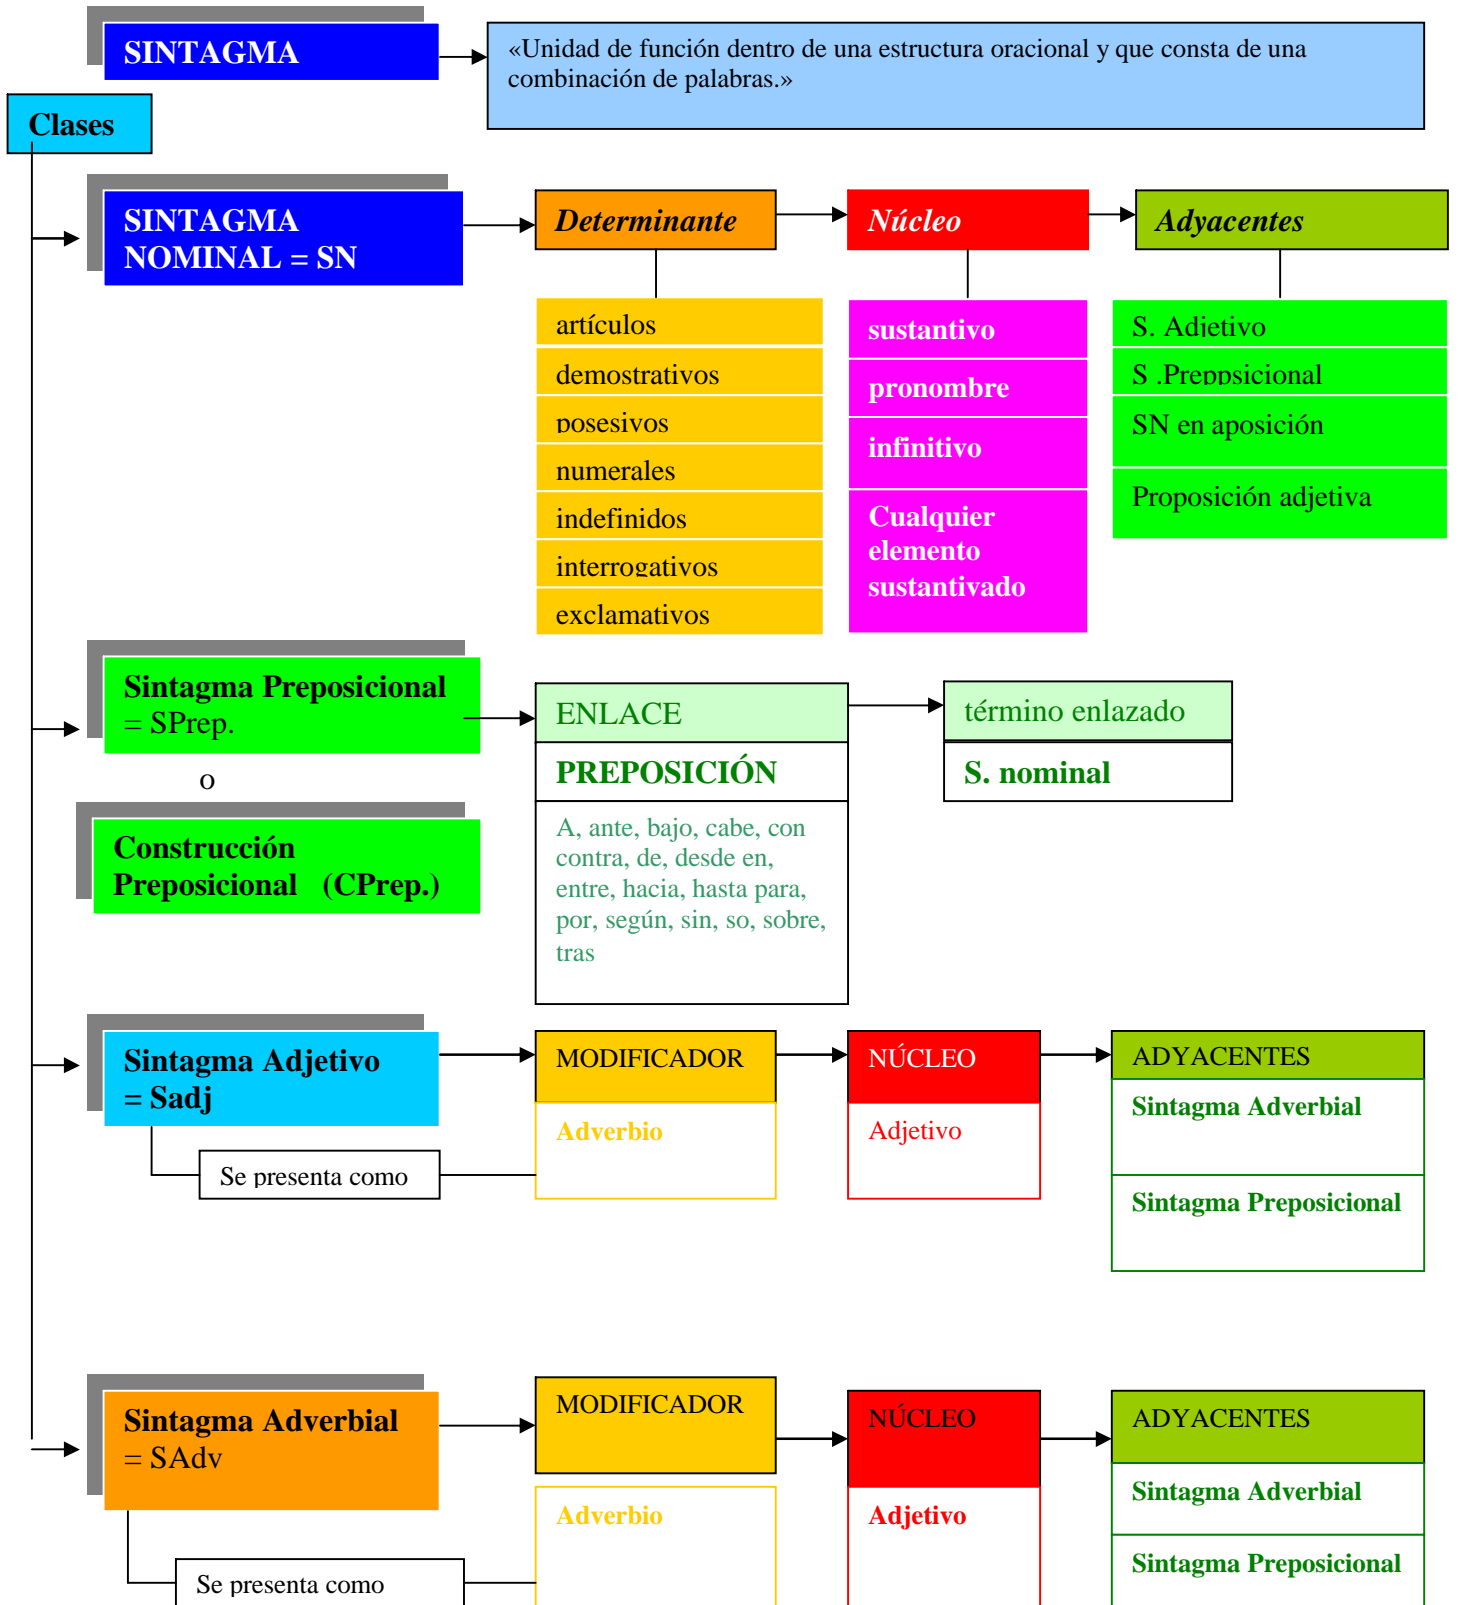 SINTAGMA
«Unidad de función dentro de una estructura oracional y que consta de una
combinación de palabras.»
Clases
SINTAGMA
NOMINAL = SN
Determinante
Núcleo
Adyacentes
artículos
demostrativos
posesivos
numerales
indefinidos
interrogativos
exclamativos
sustantivo
pronombre
infinitivo
Cualquier
elemento
sustantivado
S. Adjetivo
S .Preppsicional
SN en aposición
Proposición adjetiva
Sintagma Preposicional
= SPrep.
o
Construcción
Preposicional (CPrep.)
ENLACE
PREPOSICIÓN
A, ante, bajo, cabe, con
contra, de, desde en,
entre, hacia, hasta para,
por, según, sin, so, sobre,
tras
término enlazado
S. nominal
Sintagma Adjetivo
= Sadj
Se presenta como
MODIFICADOR
Adverbio
NÚCLEO
Adjetivo
ADYACENTES
Sintagma Adverbial
Sintagma Preposicional
Sintagma Adverbial
= SAdv
Se presenta como
MODIFICADOR
Adverbio
NÚCLEO
Adjetivo
ADYACENTES
Sintagma Adverbial
Sintagma Preposicional